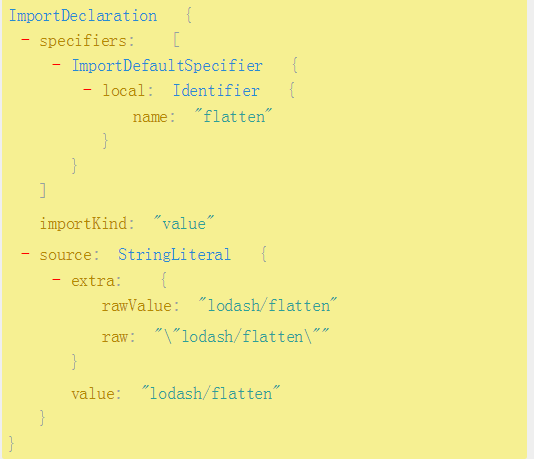 ImportDeclaration {
- specifiers: [
- ImportDefaultSpecifier {
- local: Identifier {
name: "flatten"
}
}
]
importKind: "value"
- source: StringLiteral {
- extra: {
rawValue: "lodash/flatten"
raw: "\"lodash/flatten\""
}
value: "lodash/flatten"
}
}